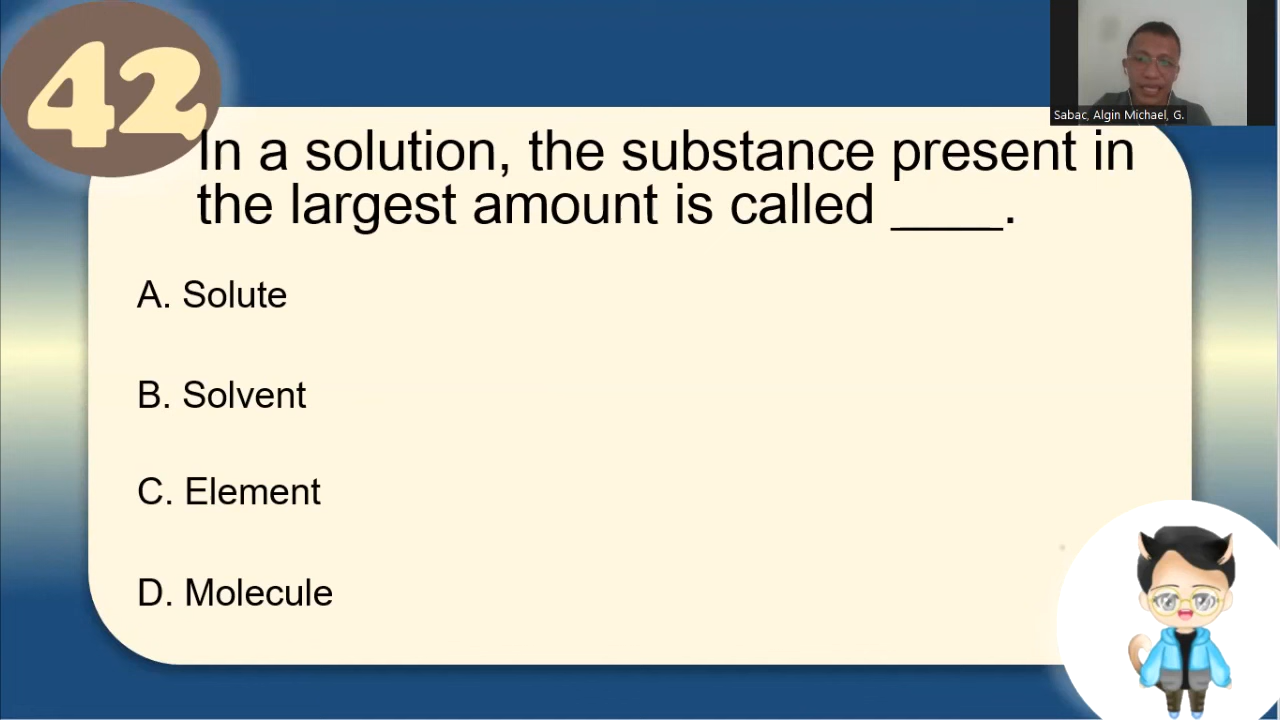 42
Sabac, Algin Michael, G.
In a solution, the substance present in
the largest amount is called ____.
A. Solute
B. Solvent
C. Element
D. Molecule